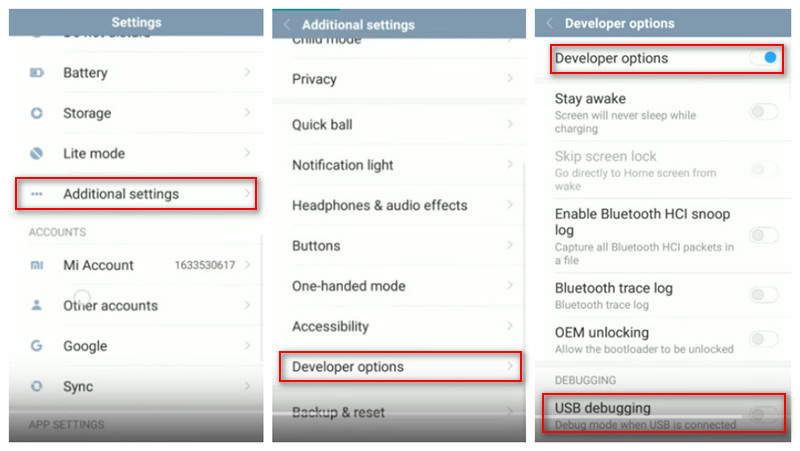 Settings
Do not disturb
Battery
Storage
Lite mode
Additional settings
ACCOUNTS
Mi Account 1633530617
Other accounts
Google
Sync
APP SETTINGS
Additional settings
Child mode
Privacy
Quick ball
Notification light
Headphones & audio effects
Buttons
One-handed mode
Accessibility
Developer options
Backup & reset
Developer options
Developer options
Stay awake
Screen will never sleep while
charging
Skip screen lock
Go directly to Home screen from
wake
Enable Bluetooth HCI snoop
log
Capture all Bluetooth HCI packets in
a file
Bluetooth trace log
Bluetooth trace log
OEM unlocking
Allow the bootloader to be unlocked
DEBUGGING
USB debugging
Debug mode when USB is connected